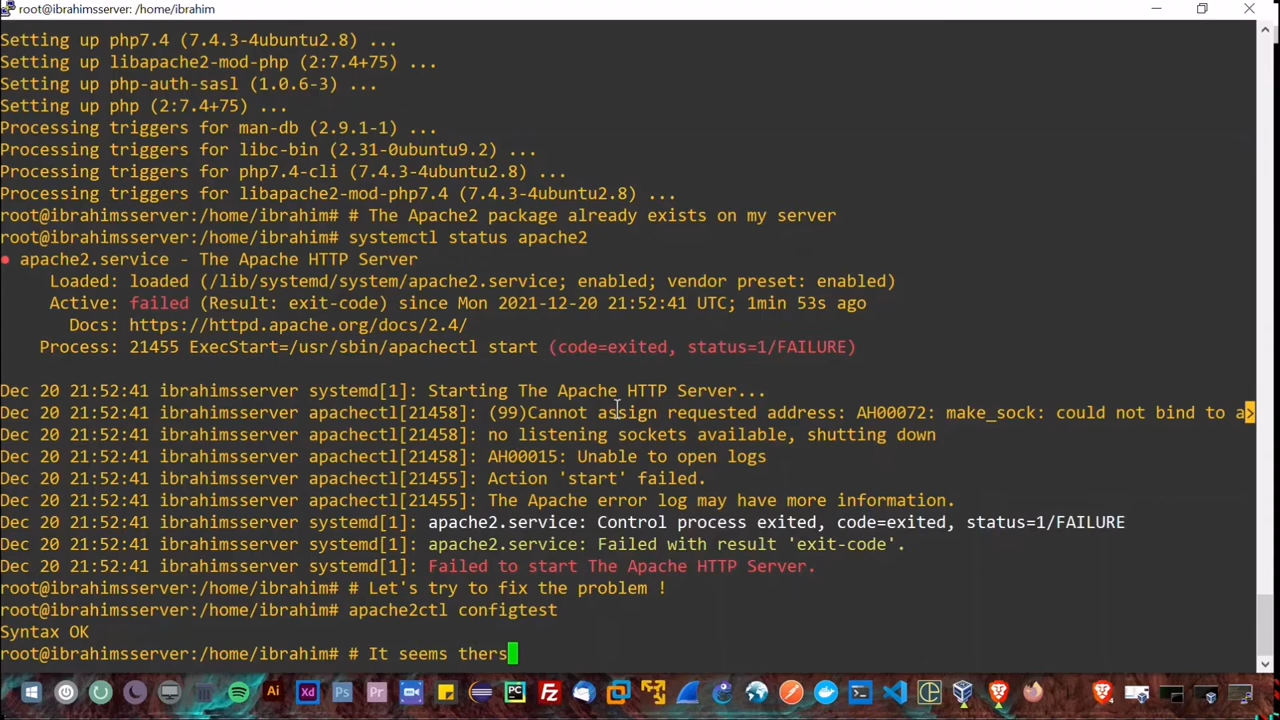 root@ibrahimsserver: /home/ibrahim
Setting up php7.4 (7.4.3-4ubuntu2.8) ...
Setting up libapache2-mod-php (2:7.4+75) ...
Setting up php-auth-sasl (1.0.6-3) ...
Setting up php (2:7.4+75) ...
Processing triggers for man-db (2.9.1-1) ...
Processing triggers for libc-bin (2.31-0ubuntu9.2) ...
Processing triggers for php7.4-cli (7.4.3-4ubuntu2.8) ...
Processing triggers for libapache2-mod-php7.4 (7.4.3-4ubuntu2.8) ...
root@ibrahimsserver:/home/ibrahim# # The Apache2 package already exists on my server
root@ibrahimsserver:/home/ibrahim# systemctl status apache2
● apache2.service - The Apache HTTP Server
Loaded: loaded (/lib/systemd/system/apache2.service; enabled; vendor preset: enabled)
Active: failed (Result: exit-code) since Mon 2021-12-20 21:52:41 UTC; 1min 53s ago
Docs: https://httpd.apache.org/docs/2.4/
Process: 21455 ExecStart=/usr/sbin/apachectl start (code=exited, status=1/FAILURE)
Dec 20 21:52:41 ibrahimsserver systemd[1]: Starting The Apache HTTP Server...
Dec 20 21:52:41 ibrahimsserver apachectl[21458]: (99)Cannot assign requested address: AH00072: make_sock: could not bind to a>
Dec 20 21:52:41 ibrahimsserver apachectl[21458]: no listening sockets available, shutting down
Dec 20 21:52:41 ibrahimsserver apachectl[21458]: AH00015: Unable to open logs
Dec 20 21:52:41 ibrahimsserver apachectl[21455]: Action 'start' failed.
Dec 20 21:52:41 ibrahimsserver apachectl[21455]: The Apache error log may have more information.
Dec 20 21:52:41 ibrahimsserver systemd[1]: apache2.service: Control process exited, code=exited, status=1/FAILURE
Dec 20 21:52:41 ibrahimsserver systemd[1]: apache2.service: Failed with result 'exit-code'.
Dec 20 21:52:41 ibrahimsserver systemd[1]: Failed to start The Apache HTTP Server.
root@ibrahimsserver:/home/ibrahim# # Let's try to fix the problem !
root@ibrahimsserver:/home/ibrahim# apache2ctl configtest
Syntax OK
root@ibrahimsserver:/home/ibrahim# # It seems thers
Ai Xd Ps Pr PC FZ